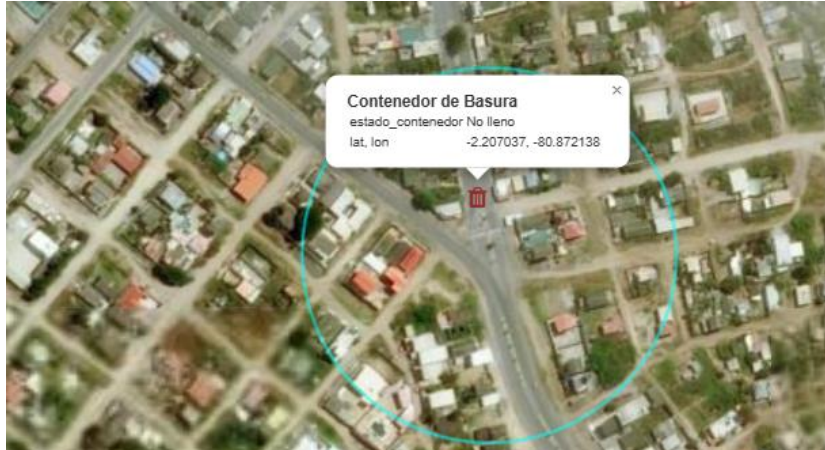 Contenedor de Basura
estado_contenedor No lleno
lat, lon -2.207037, -80.872138